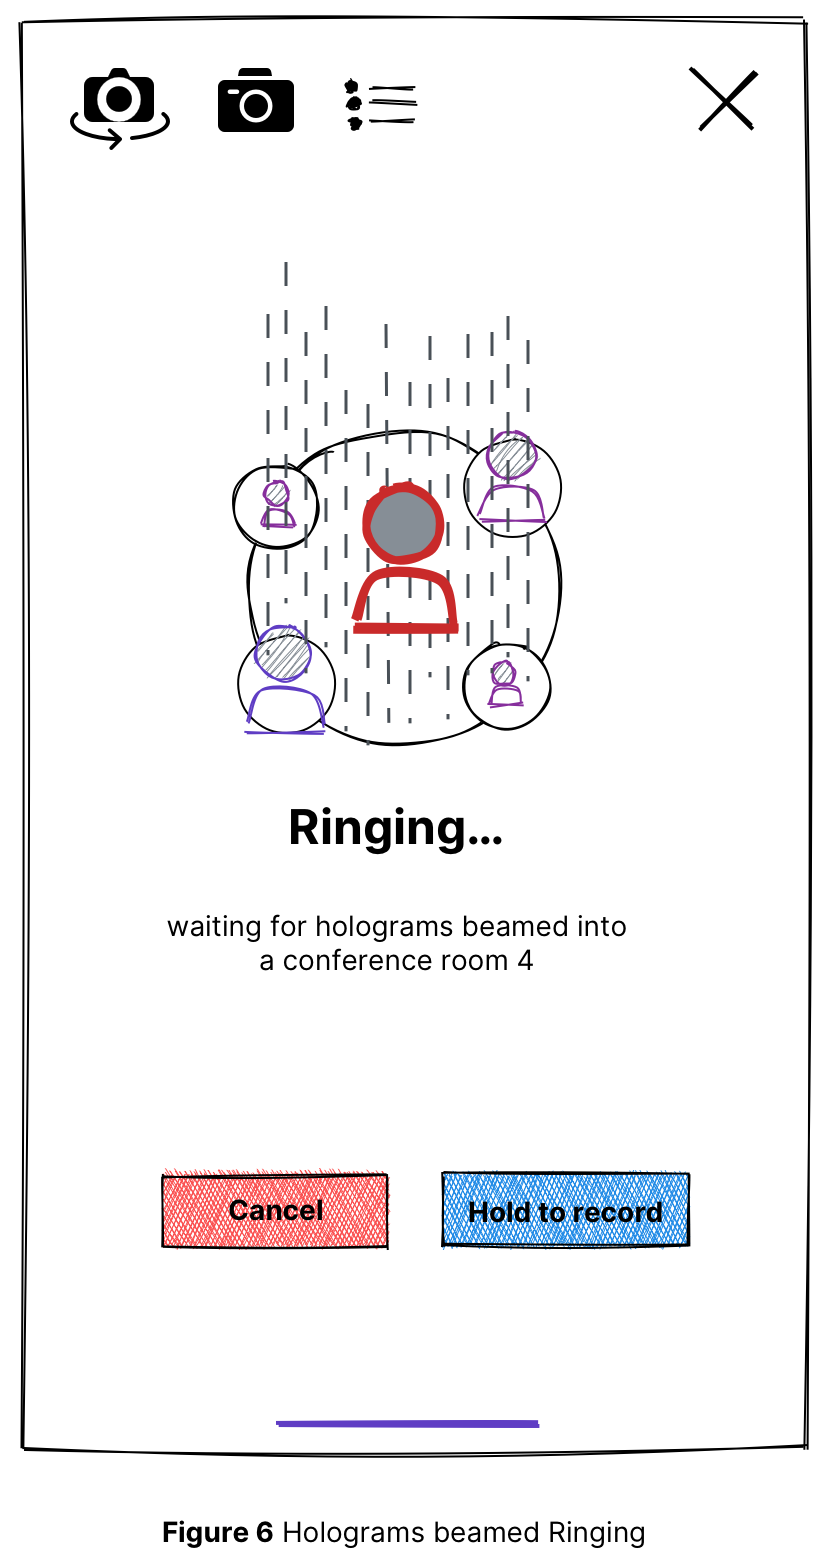 Ringing...
waiting for holograms beamed into
a conference room 4
Cancel
Hold to record
Figure 6 Holograms beamed Ringing